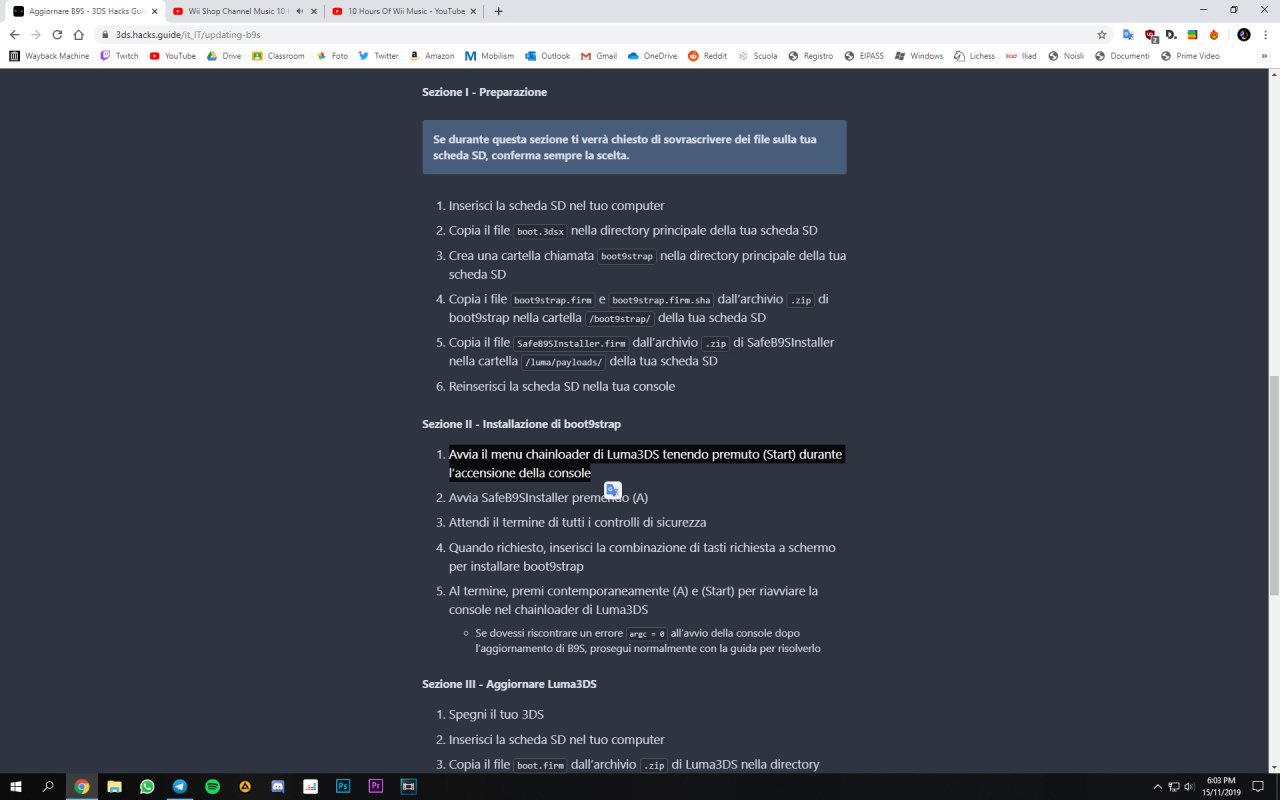 Aggiornare B9S - 3DS Hacks Gui
Wii Shop Channel Music 10 H
10 Hours Of Wii Music - YouTube
3ds.hacks.guide/it_IT/updating-b9s
Wayback Machine
Twitch
YouTube
Drive
Classroom
Foto
Twitter
Amazon
Mobilism
Outlook
Gmail
OneDrive
Reddit
Scuola
Registro
EIPASS
Windows
Lichess
Iliad
Noisli
Documenti
Prime Video
Sezione I - Preparazione
Se durante questa sezione ti verrà chiesto di sovrascrivere dei file sulla tua
scheda SD, conferma sempre la scelta.
1. Inserisci la scheda SD nel tuo computer
2. Copia il file boot.3dsx nella directory principale della tua scheda SD
3. Crea una cartella chiamata boot9strap nella directory principale della tua
scheda SD
4. Copia i file boot9strap.firm e boot9strap.firm.sha dall’archivio .zip di
boot9strap nella cartella /boot9strap/ della tua scheda SD
5. Copia il file SafeB9SInstaller.firm dall’archivio .zip di SafeB9SInstaller
nella cartella /luma/payloads/ della tua scheda SD
6. Reinserisci la scheda SD nella tua console
Sezione II - Installazione di boot9strap
1. Avvia il menu chainloader di Luma3DS tenendo premuto (Start) durante
l’accensione della console
2. Avvia SafeB9SInstaller premendo (A)
3. Attendi il termine di tutti i controlli di sicurezza
4. Quando richiesto, inserisci la combinazione di tasti richiesta a schermo
per installare boot9strap
5. Al termine, premi contemporaneamente (A) e (Start) per riavviare la
console nel chainloader di Luma3DS
Se dovessi riscontrare un errore argc = 0 all’avvio della console dopo
l’aggiornamento di B9S, prosegui normalmente con la guida per risolverlo
Sezione III - Aggiornare Luma3DS
1. Spegni il tuo 3DS
2. Inserisci la scheda SD nel tuo computer
3. Copia il file boot.firm dall’archivio .zip di Luma3DS nella directory
6:03 PM
15/11/2019